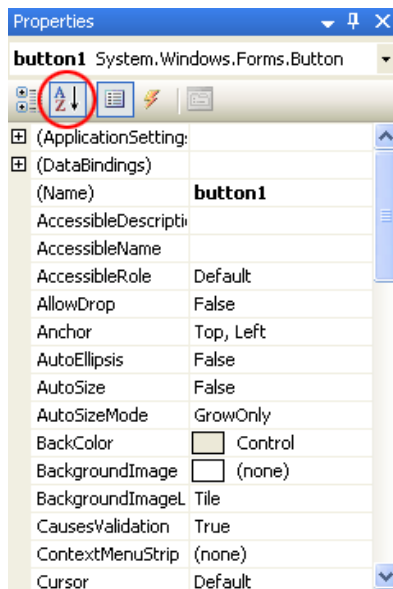 Properties
button1 System.Windows.Forms.Button
A
Z
(ApplicationSettings
(DataBindings)
(Name) button1
AccessibleDescripti
AccessibleName
AccessibleRole Default
AllowDrop False
Anchor Top, Left
AutoEllipsis False
AutoSize False
AutoSizeMode GrowOnly
BackColor Control
BackgroundImage (none)
BackgroundImageL Tile
CausesValidation True
ContextMenuStrip (none)
Cursor Default